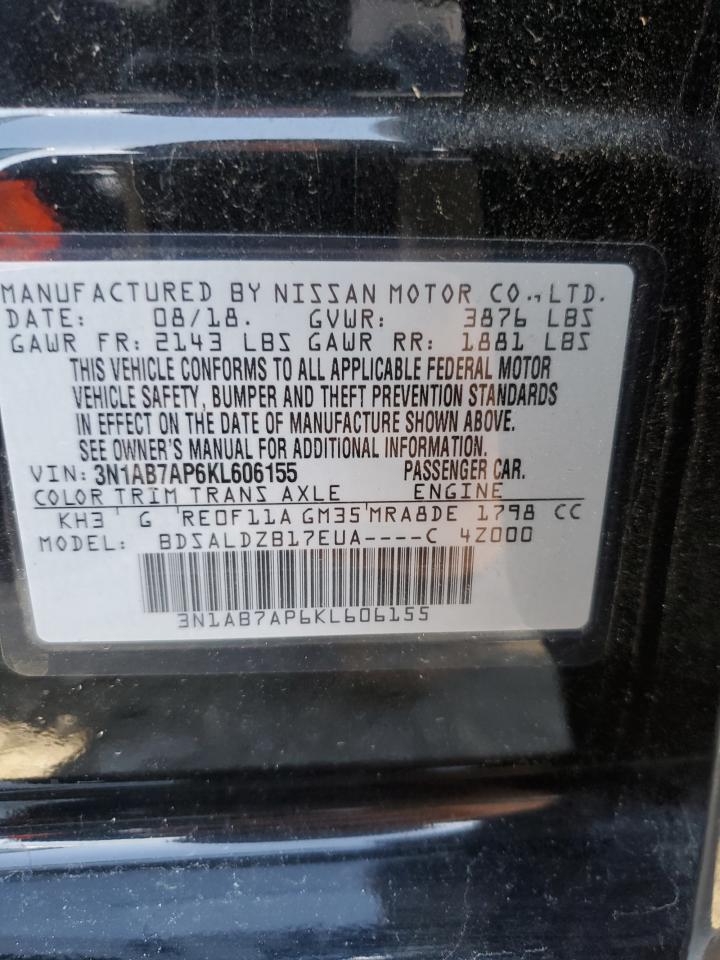 MANUFACTURED BY NISSAN MOTOR CO., LTD.
DATE: 08/18. GVWR: 3876 LBS
GAWR FR: 2143 LBS GAWR RR: 1881 LBS
THIS VEHICLE CONFORMS TO ALL APPLICABLE FEDERAL MOTOR
VEHICLE SAFETY, BUMPER AND THEFT PREVENTION STANDARDS
IN EFFECT ON THE DATE OF MANUFACTURE SHOWN ABOVE.
SEE OWNER'S MANUAL FOR ADDITIONAL INFORMATION.
VIN: 3N1AB7AP6KL606155 PASSENGER CAR.
COLOR TRIM TRANS AXLE ENGINE
KH3 G RE0F11A GM35 MRA8DE 1798 CC
MODEL: BDSALDZB17EUA----C 4Z000
3N1AB7AP6KL606155